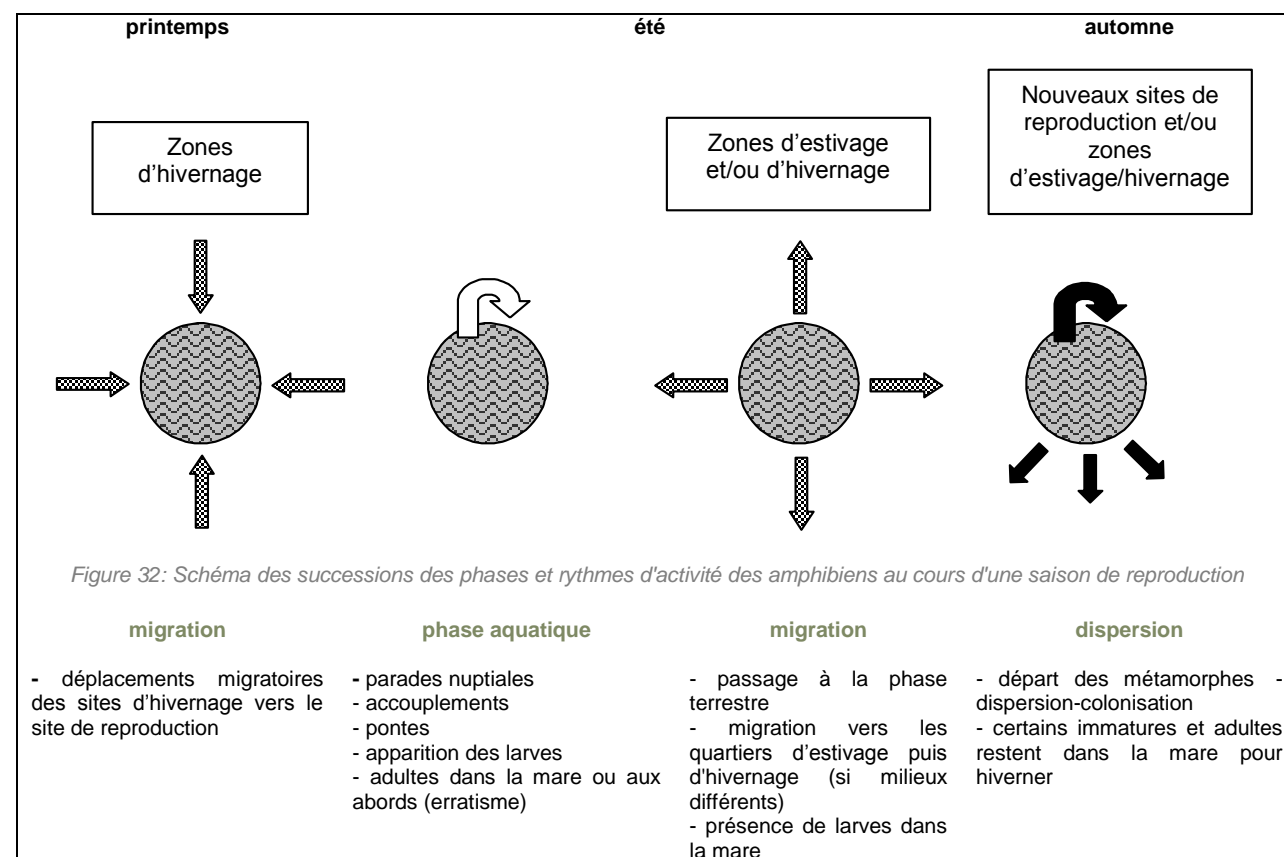 printemps
été
automne
Zones
d'hivernage
Zones d'estivage
et/ou d'hivernage
Nouveaux sites de
reproduction et/ou
zones
d'estivage/hivernage
Figure 32: Schéma des successions des phases et rythmes d'activité des amphibiens au cours d'une saison de reproduction
migration
- déplacements migratoires
des sites d'hivernage vers le
site de reproduction
phase aquatique
- parades nuptiales
- accouplements
- pontes
- apparition des larves
- adultes dans la mare ou aux
abords (erratisme)
migration
- passage à la phase
terrestre
- migration vers les
quartiers d'estivage puis
d'hivernage (si milieux
différents)
- présence de larves dans
la mare
dispersion
- départ des métamorphes -
dispersion-colonisation
- certains immatures et adultes
restent dans la mare pour
hiverner